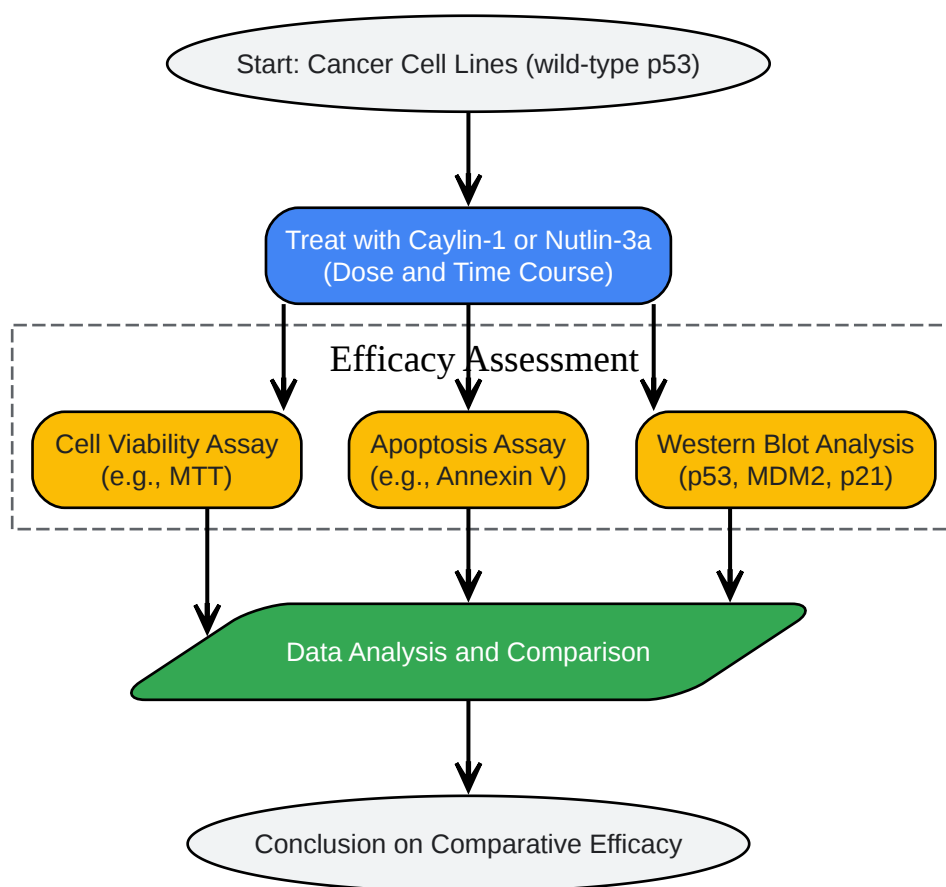 Start: Cancer Cell Lines (wild-type p53)
Treat with Caylin-1 or Nutlin-3a
(Dose and Time Course)
Efficacy Assessment
Cell Viability Assay
(e.g., MTT)
Apoptosis Assay
(e.g., Annexin V)
Western Blot Analysis
(p53, MDM2, p21)
Data Analysis and Comparison
Conclusion on Comparative Efficacy